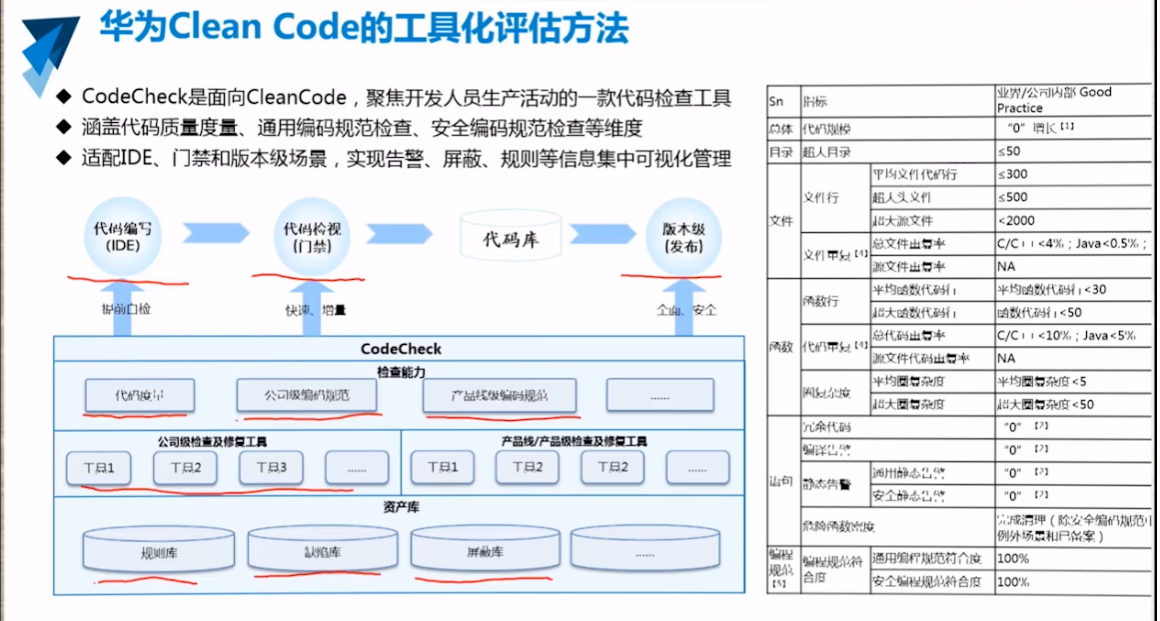 华为Clean Code的工具化评估方法
◆ CodeCheck是面向CleanCode，聚焦开发人员生产活动的一款代码检查工具
◆ 涵盖代码质量度量、通用编码规范检查、安全编码规范检查等维度
◆ 适配IDE、门禁和版本级场景，实现告警、屏蔽、规则等信息集中可视化管理
代码编写
(IDE)
代码检视
(门禁)
代码库
版本级
(发布)
提前自检
快速、增量
全面、安全
CodeCheck
检查能力
代码度量
公司级编码规范
产品线级编码规范
......
公司级检查及修复工具
产品线/产品级检查及修复工具
工具1
工具2
工具3
......
工具1
工具2
工具2
......
资产库
规则库
缺陷库
屏蔽库
......
Sn 指标 业界/公司内部 Good
Practice
总体 代码规模 "0" 增长【1】
目录 超大目录 ≤50
文件 文件行 平均文件代码行 ≤300
超大头文件 ≤500
超大源文件 <2000
文件重复【4】 总文件重复率 C/C++<4%；Java<0.5%；
源文件重复率 NA
函数 函数行 平均函数代码行 平均函数代码行<30
超大函数代码行 函数代码行<50
代码重复【4】 总代码重复率 C/C++<10%；Java<5%
源文件代码重复率 NA
圈复杂度 平均圈复杂度 平均圈复杂度<5
超大圈复杂度 超大圈复杂度<50
语句 冗余代码 "0" 【2】
编译告警 "0" 【2】
静态告警 通用静态告警 "0" 【2】
安全静态告警 "0" 【2】
危险函数密度 完成清理（除安全编码规范中
例外场景和已备案）
编程规范【5】 编程规范符合度 通用编程规范符合度 100%
安全编程规范符合度 100%